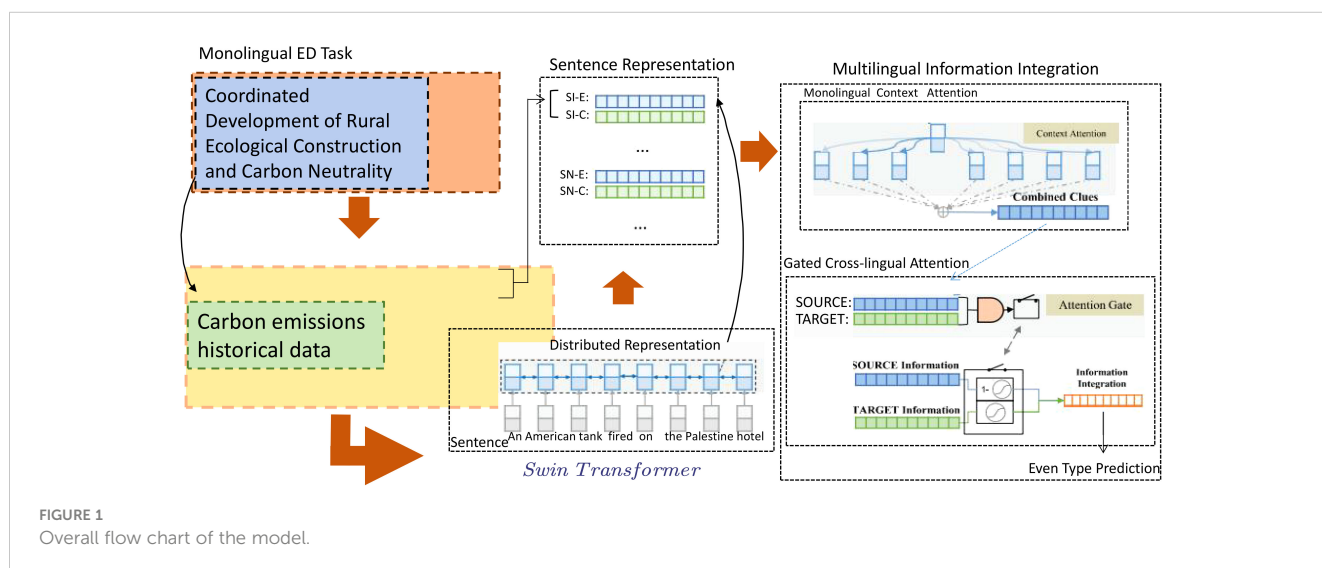 Monolingual ED Task
Coordinated
Development of Rural
Ecological Construction
and Carbon Neutrality
Carbon emissions
historical data
Sentence Representation
SI-E:
SI-C:
...
SN-E:
SN-C:
...
Distributed Representation
Sentence
An American tank fired on the Palestine hotel
Swin Transformer
Multilingual Information Integration
Monolingual Context Attention
Context Attention
Combined Clues
Gated Cross-lingual Attention
SOURCE:
TARGET:
Attention Gate
SOURCE Information
1-
TARGET Information
Information
Integration
Even Type Prediction
FIGURE 1
Overall flow chart of the model.